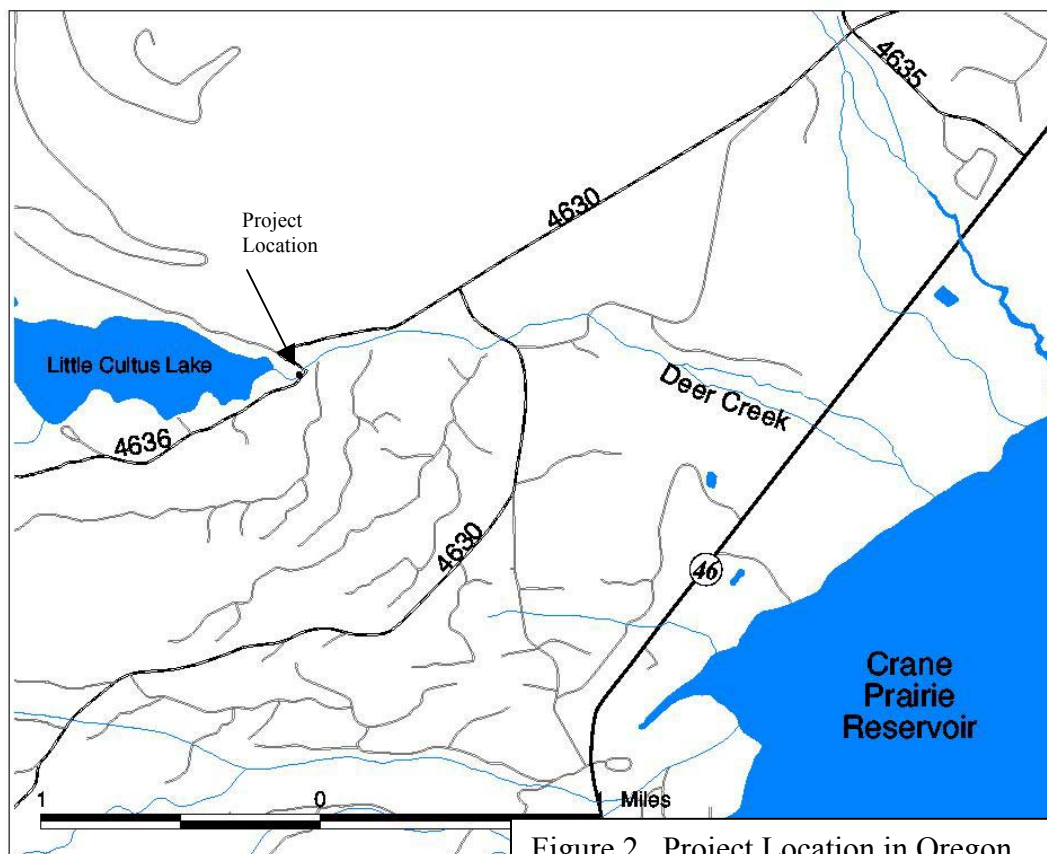 4635
4630
Project
Location
Little Cultus Lake
Deer Creek
4636
4630
46
Crane
Prairie
Reservoir
1 0 1 Miles
Figure 2. Project Location in Oregon